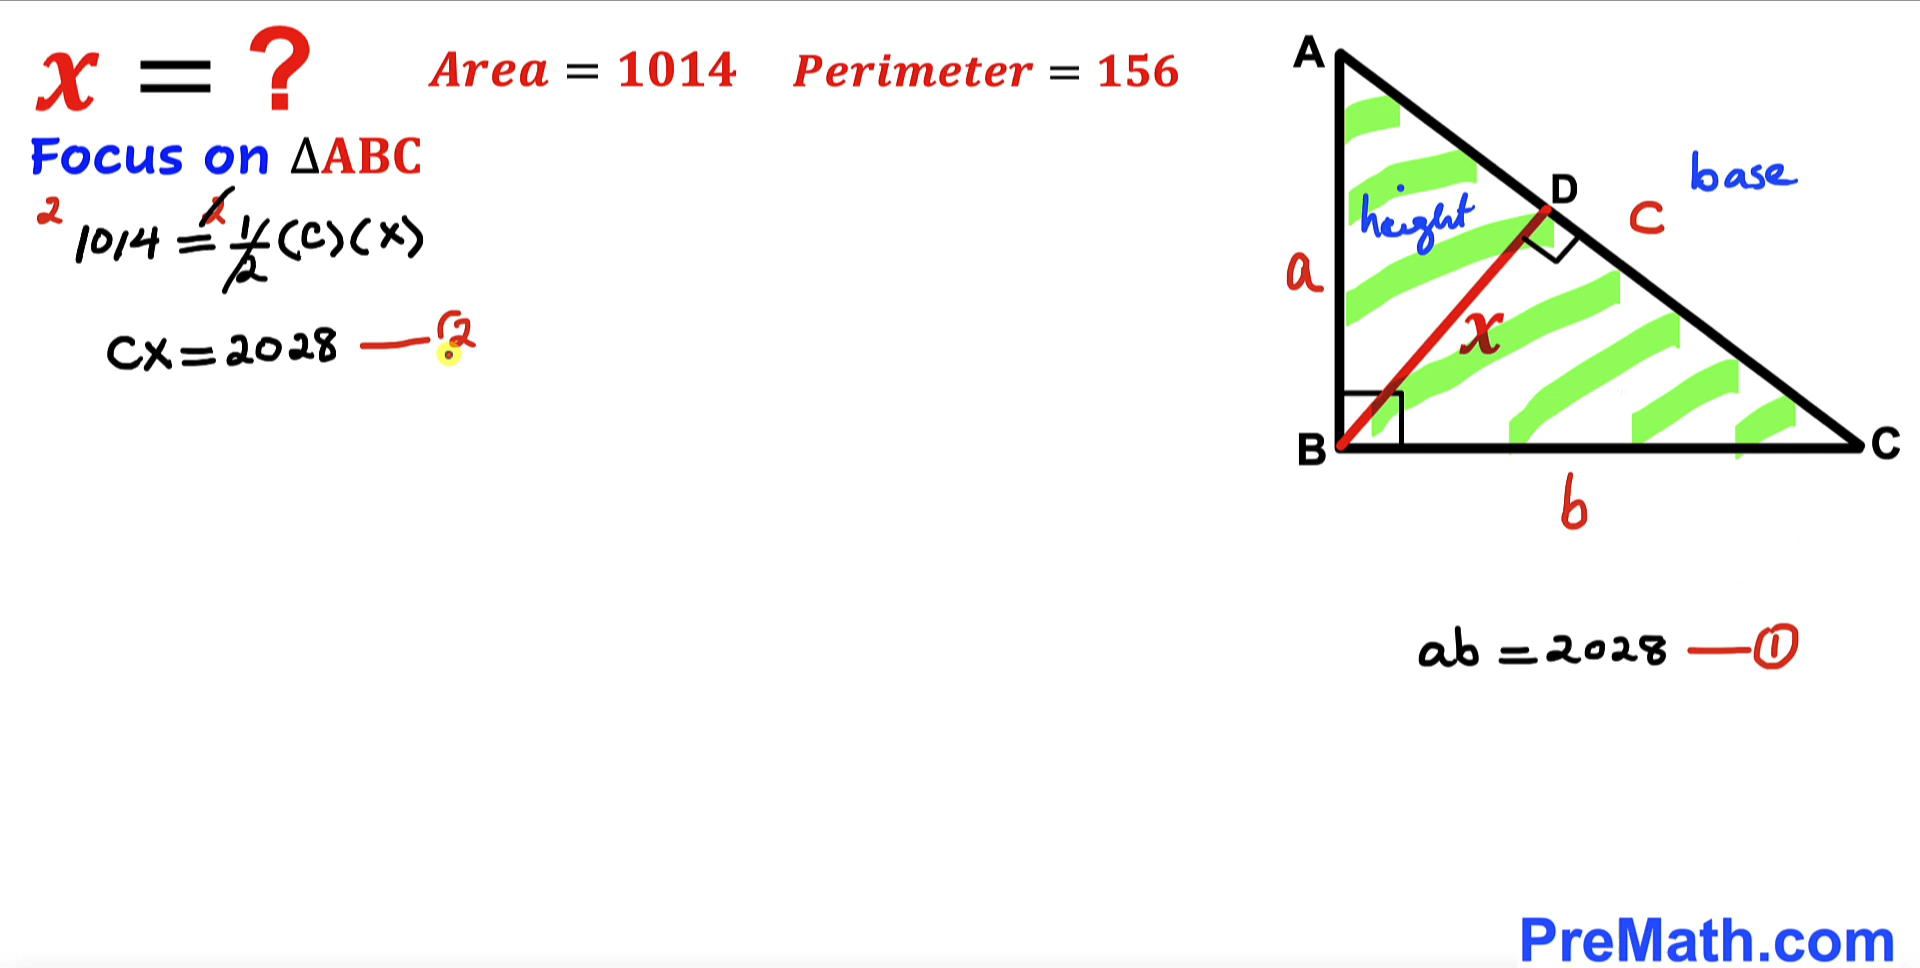 x = ?
Area = 1014 Perimeter = 156
Focus on ΔABC
2 1014 = 2 1/2 (c)(x)
cx = 2028 — 2
A
D
base
c
height
a
x
B
C
b
ab = 2028 — ①
PreMath.com